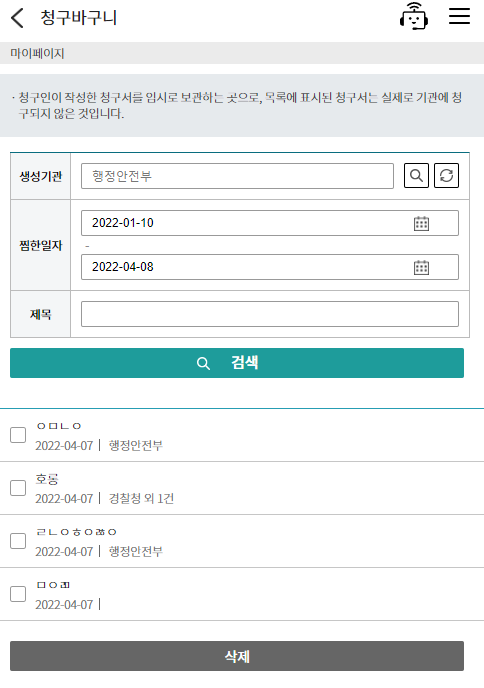 청구바구니
마이페이지
· 청구인이 작성한 청구서를 임시로 보관하는 곳으로, 목록에 표시된 청구서는 실제로 기관에 청
구되지 않은 것입니다.
생성기관
행정안전부
찜한일자
2022-01-10
-
2022-04-08
제목
검색
ㅇㅁㄴㅇ
2022-04-07 | 행정안전부
호롱
2022-04-07 | 경찰청 외 1건
2022-04-07 | 행정안전부
2022-04-07 |
삭제